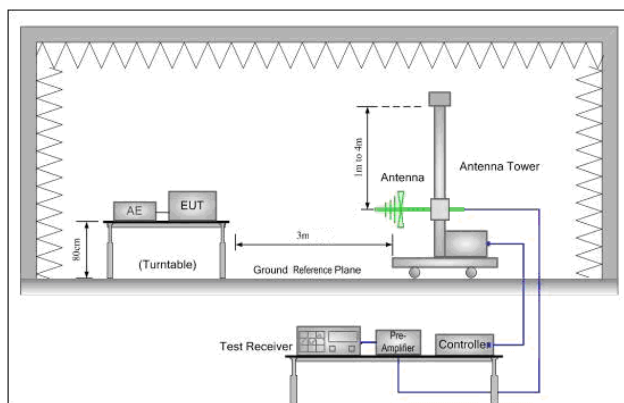 1m to 4m
Antenna
Antenna Tower
AE
EUT
80cm
(Turntable)
3m
Ground Reference Plane
Test Receiver
Pre-
Amplifier
Controller